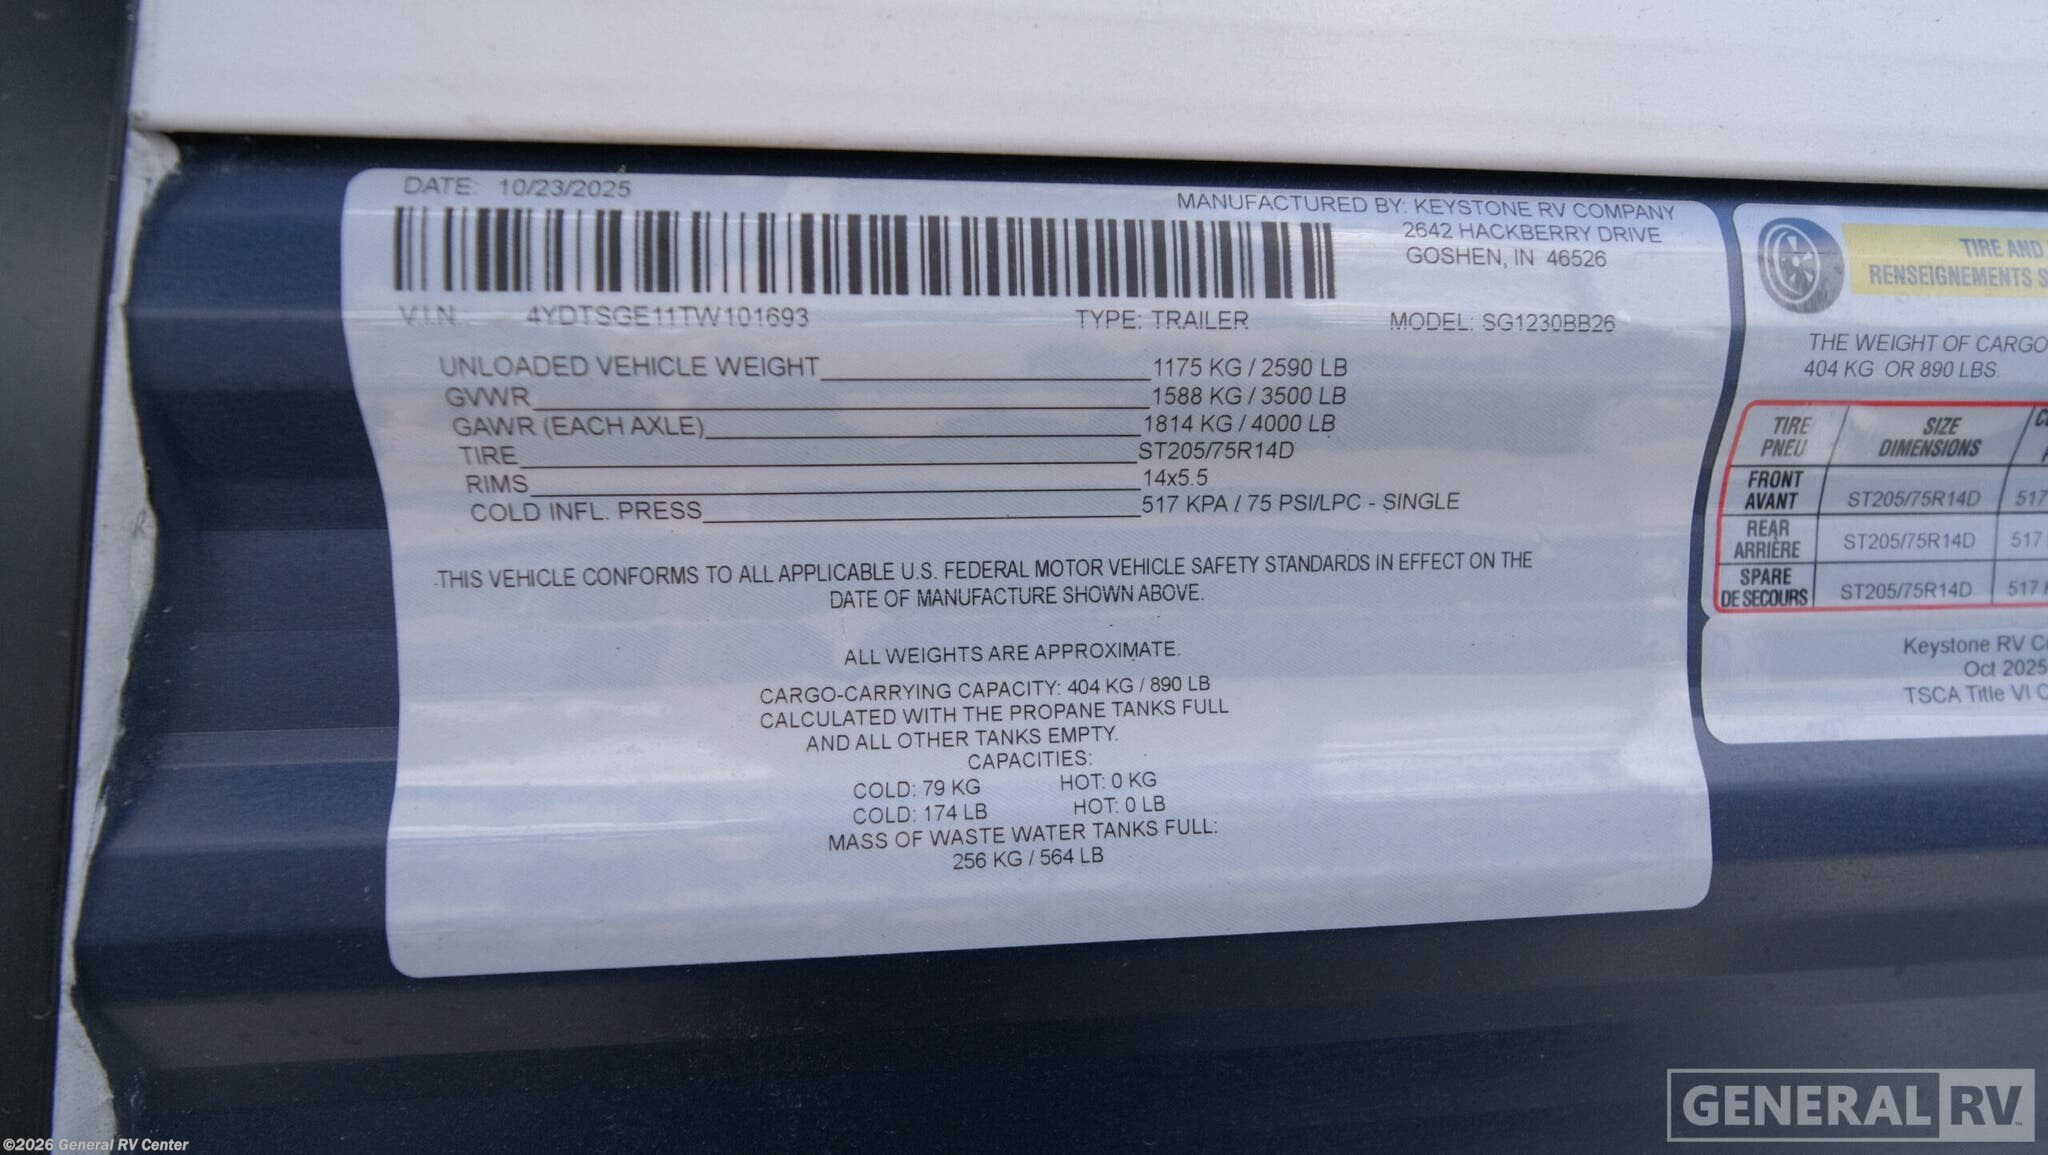 DATE: 10/23/2025
MANUFACTURED BY: KEYSTONE RV COMPANY
2642 HACKBERRY DRIVE
GOSHEN, IN 46526
V.I.N. 4YDTSGE11TW101693 TYPE: TRAILER MODEL: SG1230BB26
UNLOADED VEHICLE WEIGHT 1175 KG / 2590 LB
GVWR 1588 KG / 3500 LB
GAWR (EACH AXLE) 1814 KG / 4000 LB
TIRE ST205/75R14D
RIMS 14x5.5
COLD INFL. PRESS 517 KPA / 75 PSI/LPC - SINGLE
THIS VEHICLE CONFORMS TO ALL APPLICABLE U.S. FEDERAL MOTOR VEHICLE SAFETY STANDARDS IN EFFECT ON THE
DATE OF MANUFACTURE SHOWN ABOVE.
ALL WEIGHTS ARE APPROXIMATE.
CARGO-CARRYING CAPACITY: 404 KG / 890 LB
CALCULATED WITH THE PROPANE TANKS FULL
AND ALL OTHER TANKS EMPTY.
CAPACITIES:
COLD: 79 KG HOT: 0 KG
COLD: 174 LB HOT: 0 LB
MASS OF WASTE WATER TANKS FULL:
256 KG / 564 LB
TIRE AND
RENSEIGNEMENTS S
THE WEIGHT OF CARGO
404 KG OR 890 LBS.
TIRE SIZE
PNEU DIMENSIONS
FRONT
AVANT ST205/75R14D 517
REAR
ARRIÈRE ST205/75R14D 517
SPARE
DE SECOURS ST205/75R14D 517
Keystone RV
Oct 2025
TSCA Title VI
GENERAL RV
©2026 General RV Center